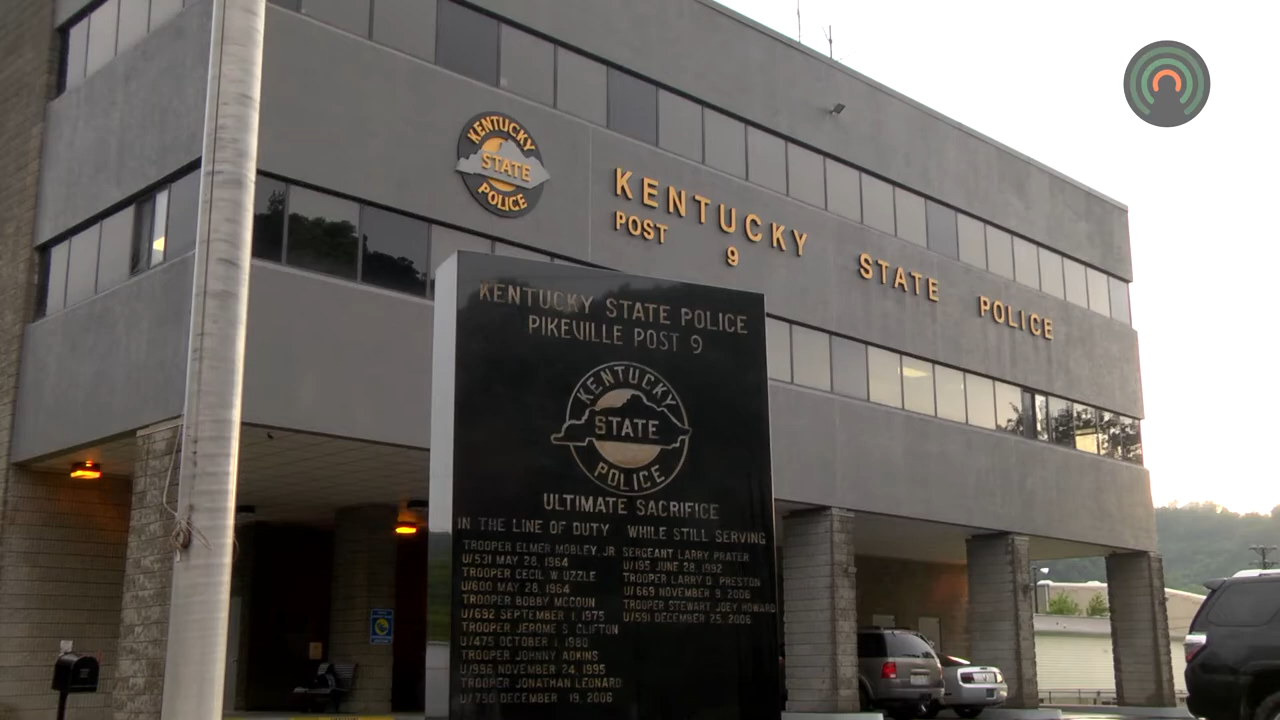 KENTUCKY
STATE
POLICE
KENTUCKY STATE POLICE
POST 9
KENTUCKY STATE POLICE
PIKEVILLE POST 9
KENTUCKY
STATE
POLICE
ULTIMATE SACRIFICE
IN THE LINE OF DUTY
TROOPER ELMER MOBLEY, JR.
U/531 MAY 28, 1964
TROOPER CECIL W UZZLE
U/600 MAY 28, 1964
TROOPER BOBBY MCCOUN
U/692 SEPTEMBER 1, 1975
TROOPER JEROME S. CLIFTON
U/475 OCTOBER 1, 1980
TROOPER JOHNNY ADKINS
U/996 NOVEMBER 24, 1995
TROOPER JONATHAN LEONARD
U/750 DECEMBER 19, 2006
WHILE STILL SERVING
SERGEANT LARRY PRATER
U/195 JUNE 28, 1992
TROOPER LARRY D. PRESTON
U/669 NOVEMBER 9, 2006
TROOPER STEWART JOEY HOWARD
U/591 DECEMBER 25, 2006